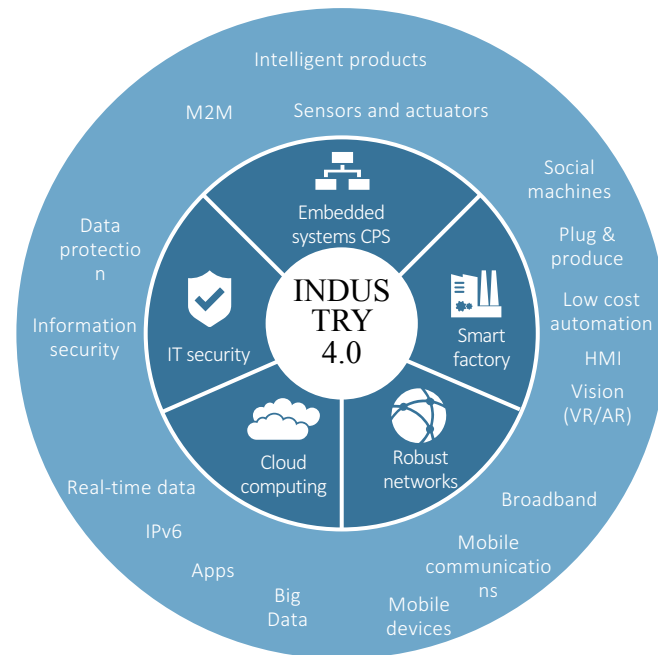 Intelligent products
M2M
Sensors and actuators
Social
machines
Plug &
produce
Low cost
automation
HMI
Vision
(VR/AR)
Broadband
Mobile
communicatio
ns
Mobile
devices
Big
Data
Apps
IPv6
Real-time data
Information
security
Data
protectio
n
Embedded
systems CPS
Smart
factory
Robust
networks
Cloud
computing
IT security
INDUS
TRY
4.0